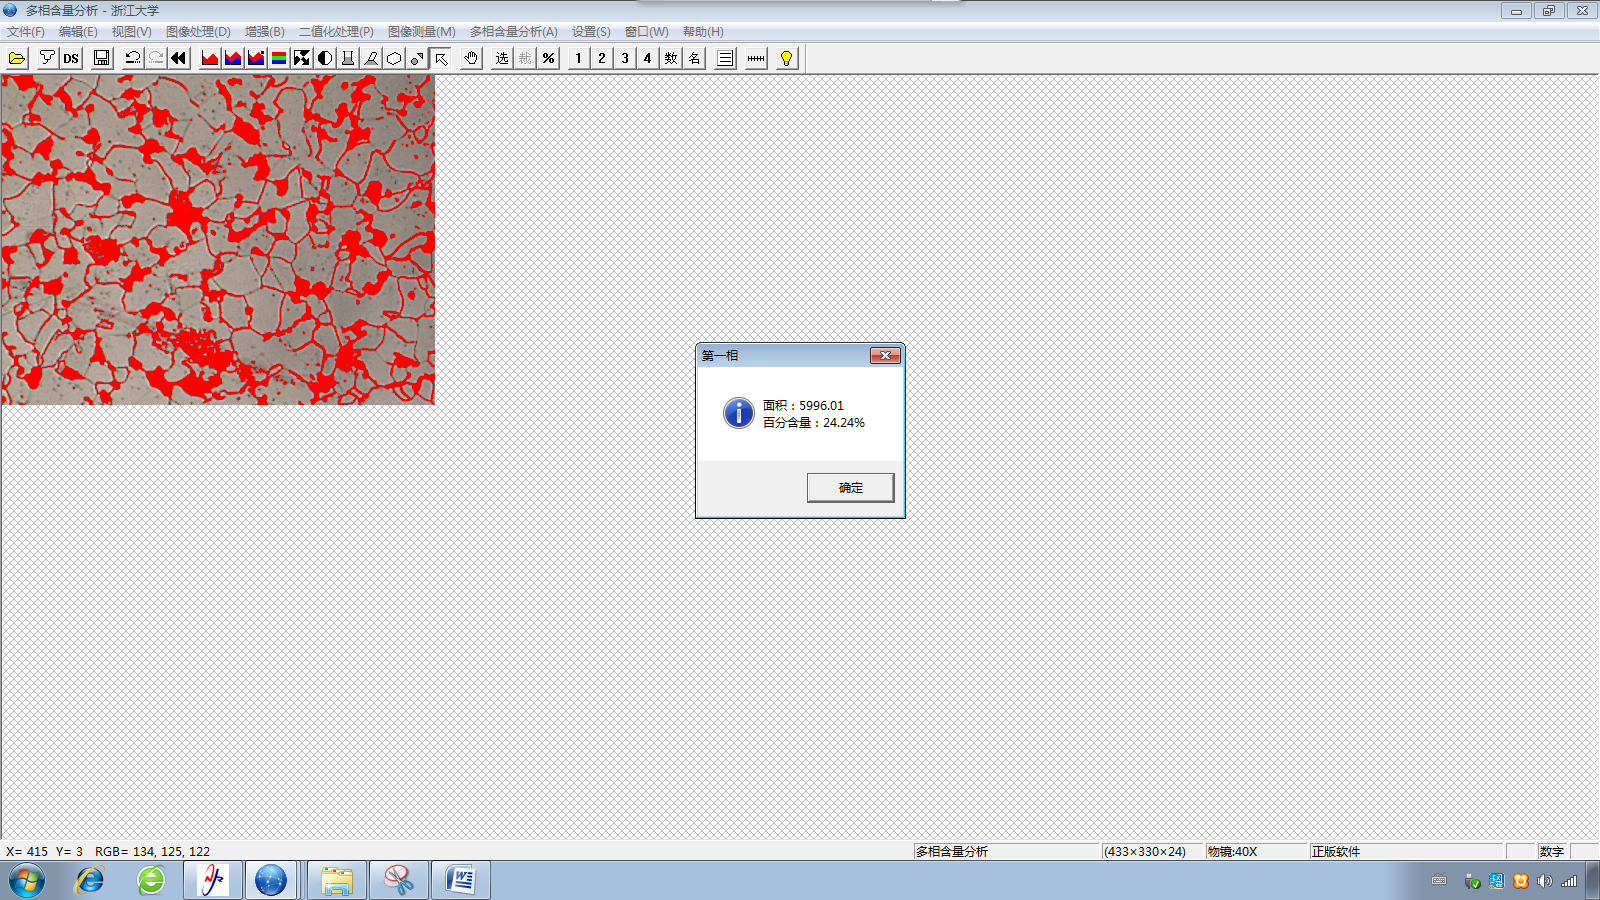 多相含量分析 - 浙江大学
文件(F) 编辑(E) 视图(V) 图像处理(D) 增强(B) 二值化处理(P) 图像测量(M) 多相含量分析(A) 设置(S) 窗口(W) 帮助(H)
DS 选 裁 % 1 2 3 4 数 名
第一相
面积：5996.01
百分含量：24.24%
确定
X= 415 Y= 3 RGB= 134, 125, 122 多相含量分析 (433×330×24) 物镜:40X 正版软件 数字